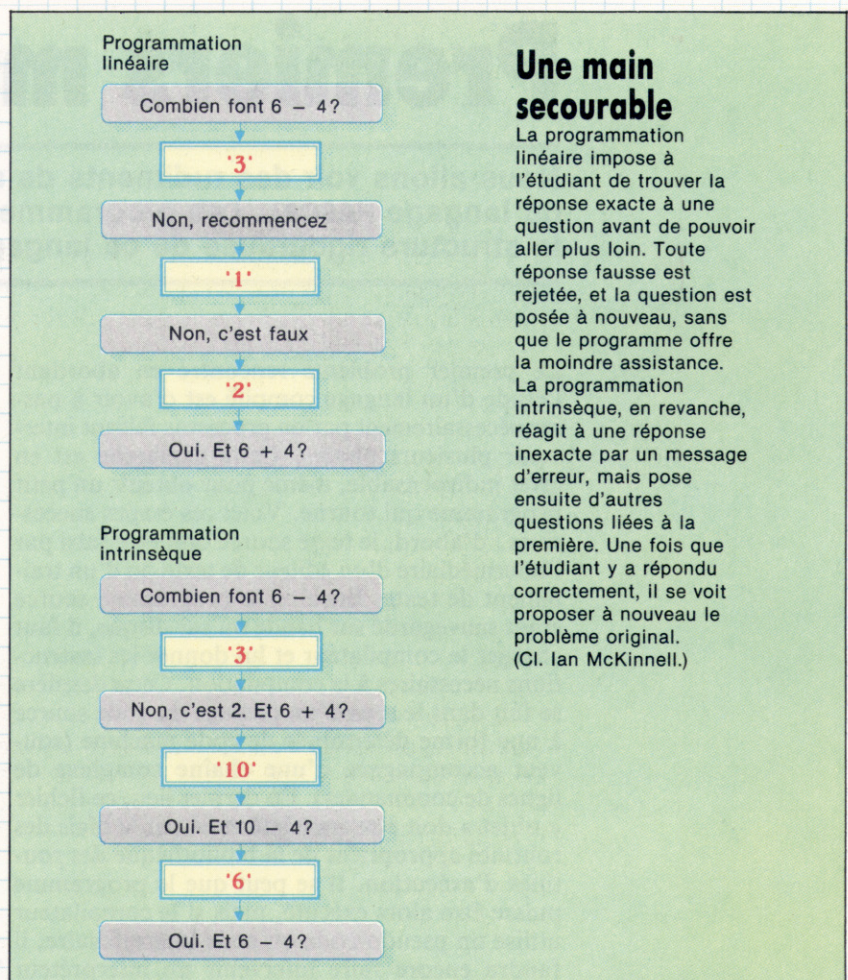 Programmation
linéaire
Combien font 6 – 4?
'3'
Non, recommencez
'1'
Non, c'est faux
'2'
Oui. Et 6 + 4?
Programmation
intrinsèque
Combien font 6 – 4?
'3'
Non, c'est 2. Et 6 + 4?
'10'
Oui. Et 10 – 4?
'6'
Oui. Et 6 – 4?
Une main
secourable
La programmation
linéaire impose à
l'étudiant de trouver la
réponse exacte à une
question avant de pouvoir
aller plus loin. Toute
réponse fausse est
rejetée, et la question est
posée à nouveau, sans
que le programme offre
la moindre assistance.
La programmation
intrinsèque, en revanche,
réagit à une réponse
inexacte par un message
d'erreur, mais pose
ensuite d'autres
questions liées à la
première. Une fois que
l'étudiant y a répondu
correctement, il se voit
proposer à nouveau le
problème original.
(Cl. Ian McKinnell.)